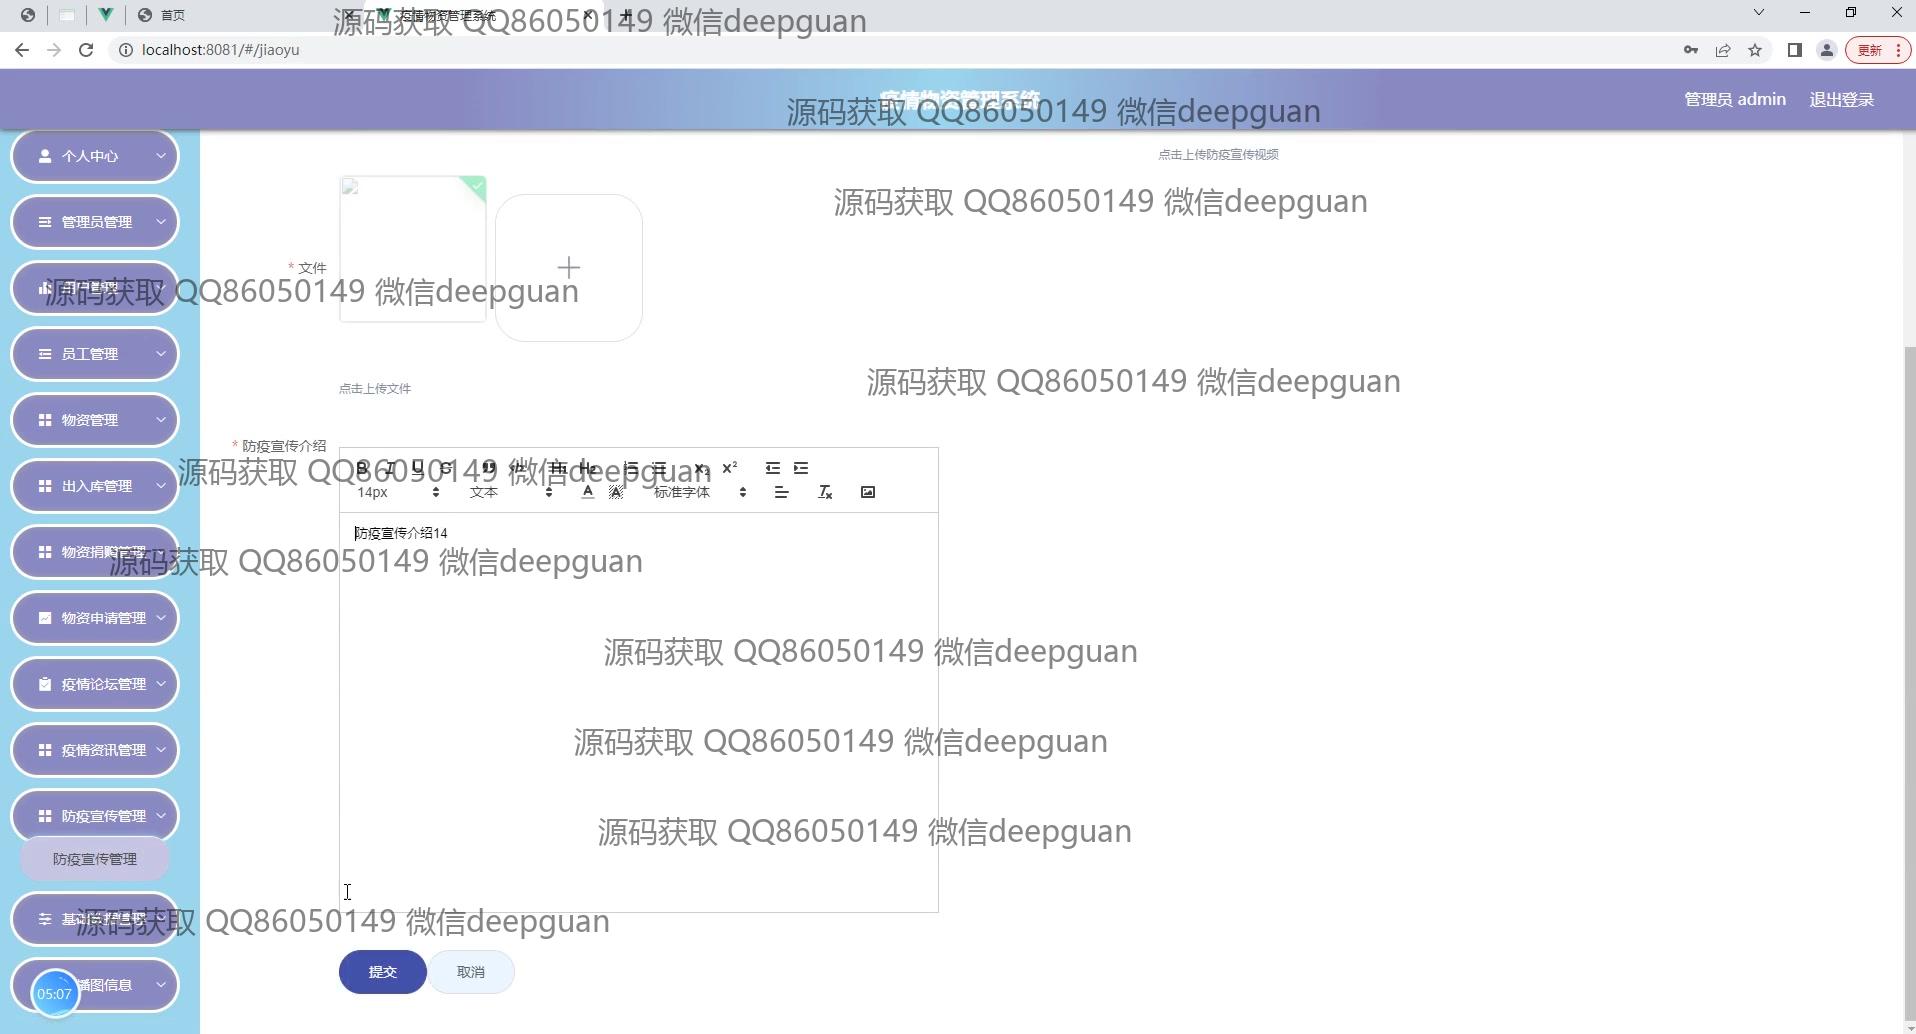 首页
疫情物资管理系统
源码获取 QQ86050149 微信deepguan
localhost:8081/#/jiaoyu
更新
疫情物资管理系统
源码获取 QQ86050149 微信deepguan
管理员 admin
退出登录
个人中心
点击上传防疫宣传视频
源码获取 QQ86050149 微信deepguan
管理员管理
* 文件
源码获取 QQ86050149 微信deepguan
员工管理
源码获取 QQ86050149 微信deepguan
点击上传文件
物资管理
* 防疫宣传介绍
源码获取 QQ86050149 微信deepguan
出入库管理
14px
文本
标准字体
防疫宣传介绍14
物资捐赠管理
源码获取 QQ86050149 微信deepguan
物资申请管理
源码获取 QQ86050149 微信deepguan
疫情论坛管理
疫情资讯管理
源码获取 QQ86050149 微信deepguan
防疫宣传管理
源码获取 QQ86050149 微信deepguan
防疫宣传管理
源码获取 QQ86050149 微信deepguan
提交
取消
播图信息
05:07